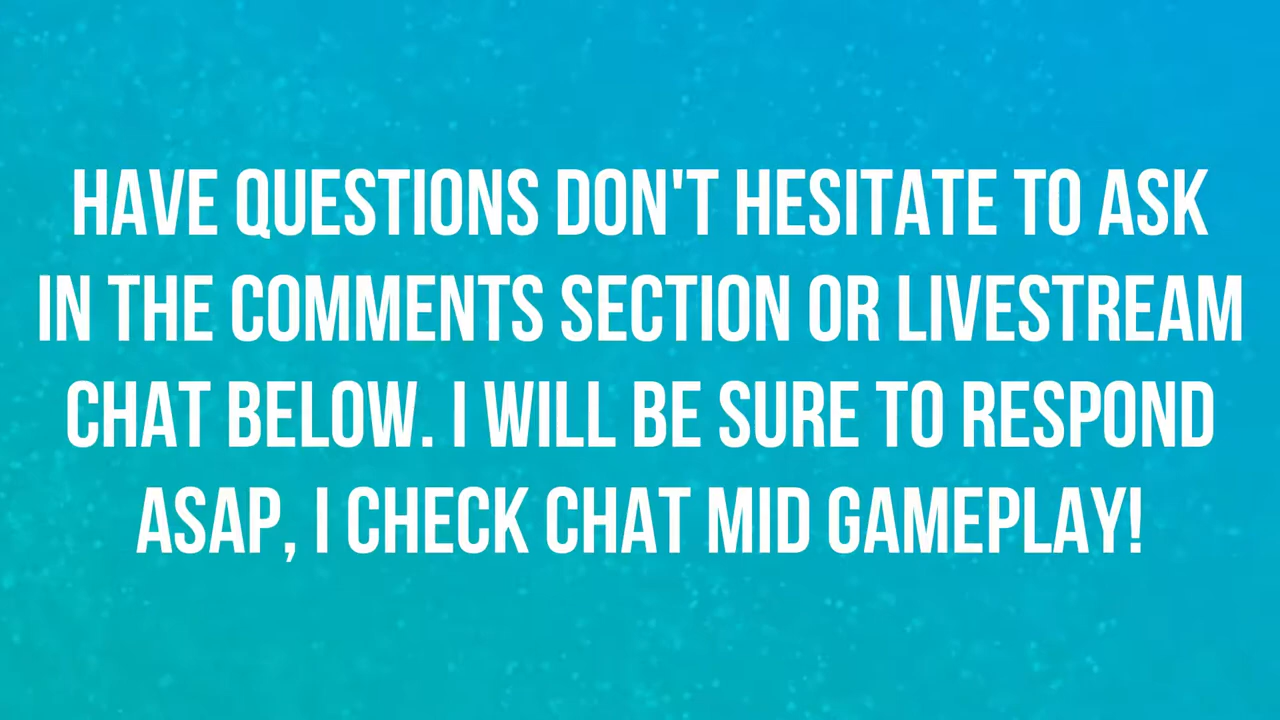 HAVE QUESTIONS DON'T HESITATE TO ASK
IN THE COMMENTS SECTION OR LIVESTREAM
CHAT BELOW. I WILL BE SURE TO RESPOND
ASAP, I CHECK CHAT MID GAMEPLAY!